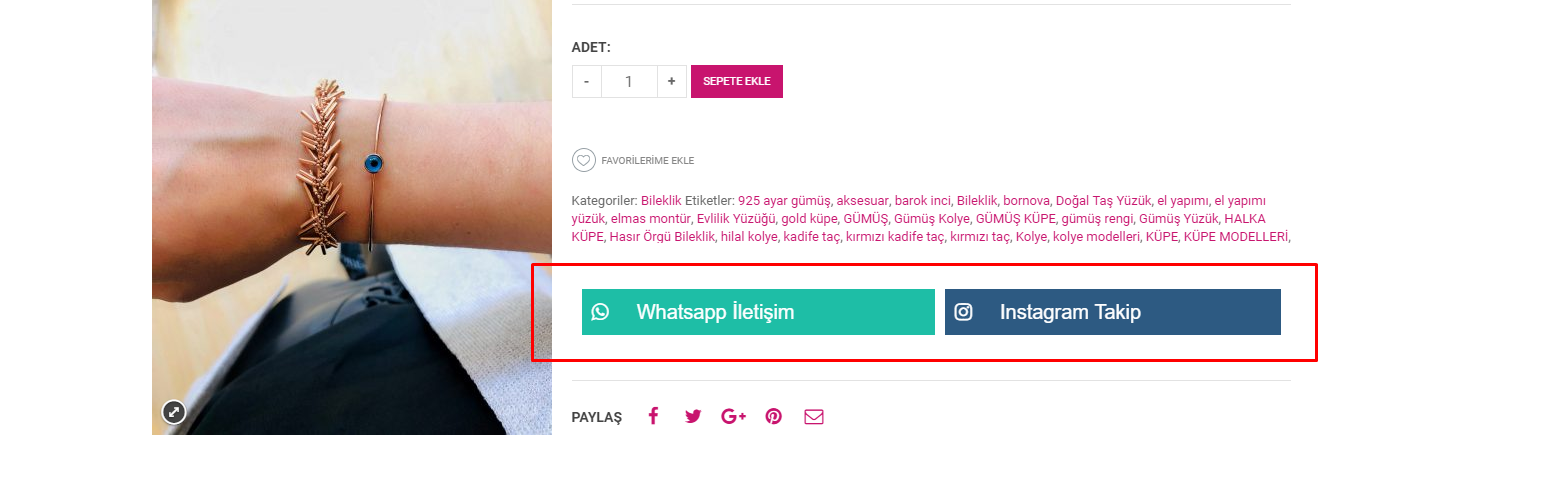 ADET:
- 1 + SEPETE EKLE
FAVORİLERİME EKLE
Kategoriler: Bileklik Etiketler: 925 ayar gümüş, aksesuar, barok inci, Bileklik, bornova, Doğal Taş Yüzük, el yapımı, el yapımı
yüzük, elmas montür, Evlilik Yüzüğü, gold küpe, GÜMÜŞ, Gümüş Kolye, GÜMÜŞ KÜPE, gümüş rengi, Gümüş Yüzük, HALKA
KÜPE, Hasır Örgü Bileklik, hilal kolye, kadife taç, kırmızı kadife taç, kırmızı taç, Kolye, kolye modelleri, KÜPE, KÜPE MODELLERİ,
Whatsapp İletişim
Instagram Takip
PAYLAŞ